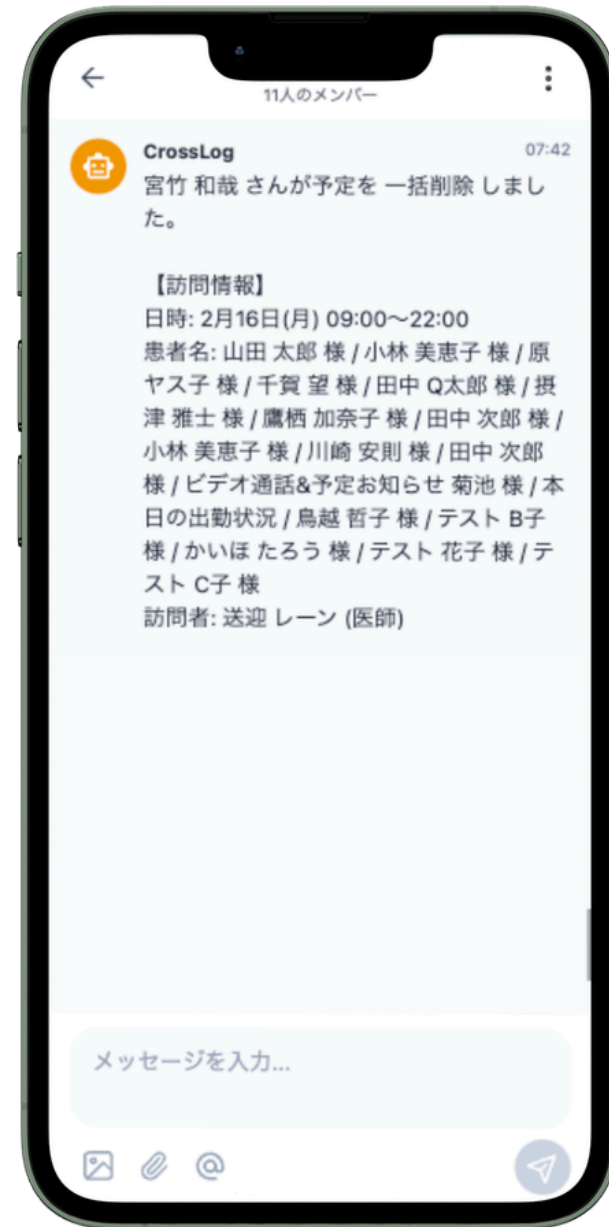 11人のメンバー
CrossLog 07:42
宮竹 和哉 さんが予定を 一括削除 しまし
た。
【訪問情報】
日時: 2月16日(月) 09:00〜22:00
患者名: 山田 太郎 様 / 小林 美恵子 様 / 原
ヤス子 様 / 千賀 望 様 / 田中 Q太郎 様 / 摂
津 雅士 様 / 鷹栖 加奈子 様 / 田中 次郎 様 /
小林 美恵子 様 / 川崎 安則 様 / 田中 次郎
様 / ビデオ通話&予定お知らせ 菊池 様 / 本
日の出勤状況 / 鳥越 哲子 様 / テスト B子
様 / かいほ たろう 様 / テスト 花子 様 / テ
スト C子 様
訪問者: 送迎 レーン (医師)
メッセージを入力...